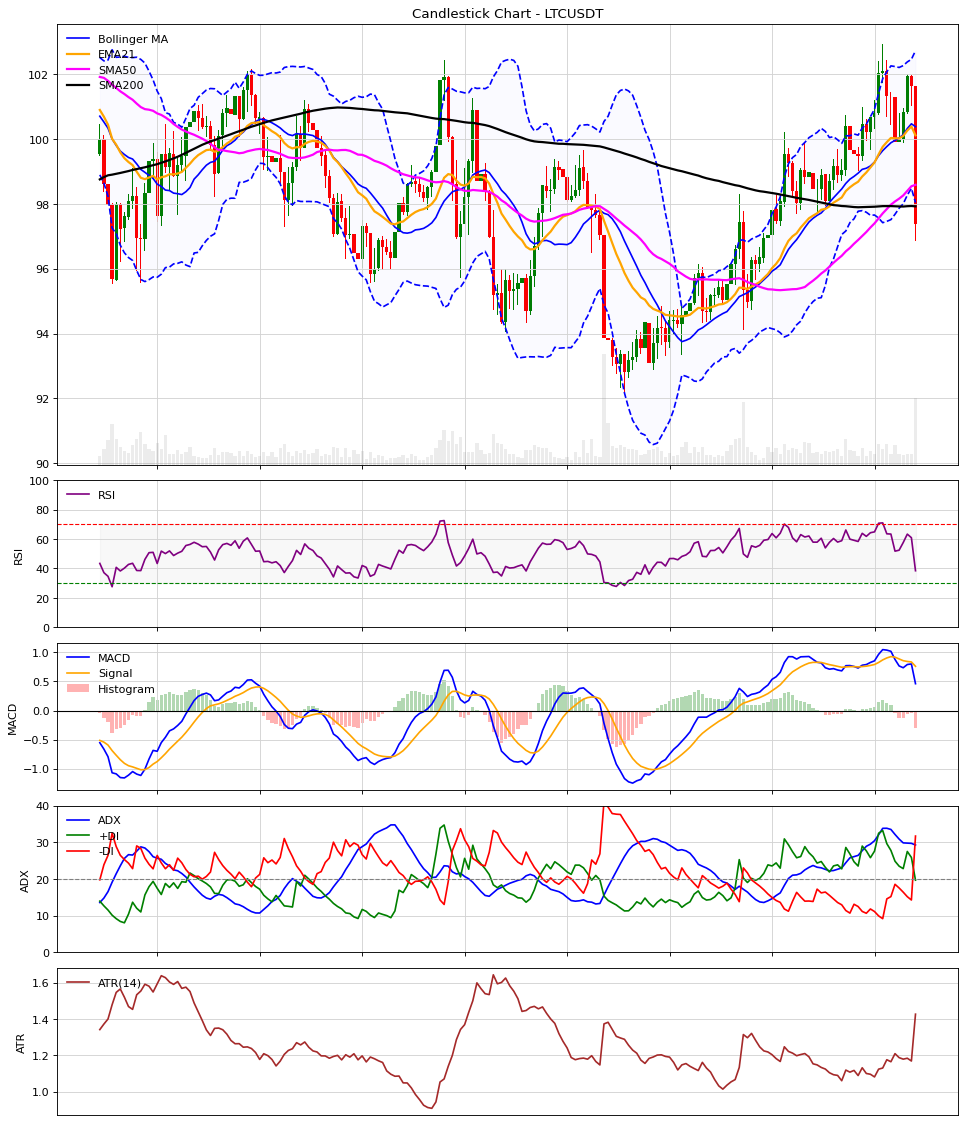 Candlestick Chart - LTCUSDT
Bollinger MA
EMA21
SMA50
SMA200
102
100
98
96
94
92
90
RSI
100
80
60
40
20
0
RSI
MACD
Signal
Histogram
1.0
0.5
0.0
−0.5
−1.0
MACD
ADX
+DI
-DI
40
30
20
10
0
ADX
ATR(14)
1.6
1.4
1.2
1.0
ATR